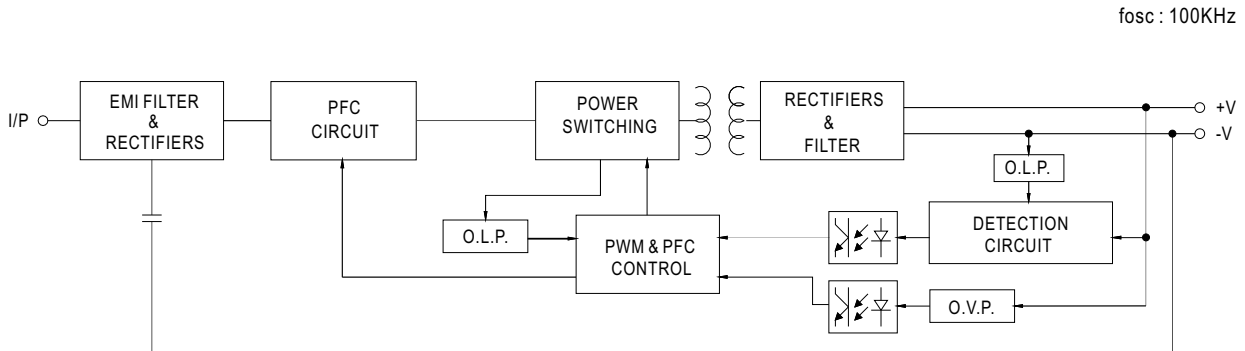 fosc : 100KHz
I/P
EMI FILTER
&
RECTIFIERS
PFC
CIRCUIT
POWER
SWITCHING
RECTIFIERS
&
FILTER
+V
-V
O.L.P.
O.L.P.
PWM & PFC
CONTROL
DETECTION
CIRCUIT
O.V.P.